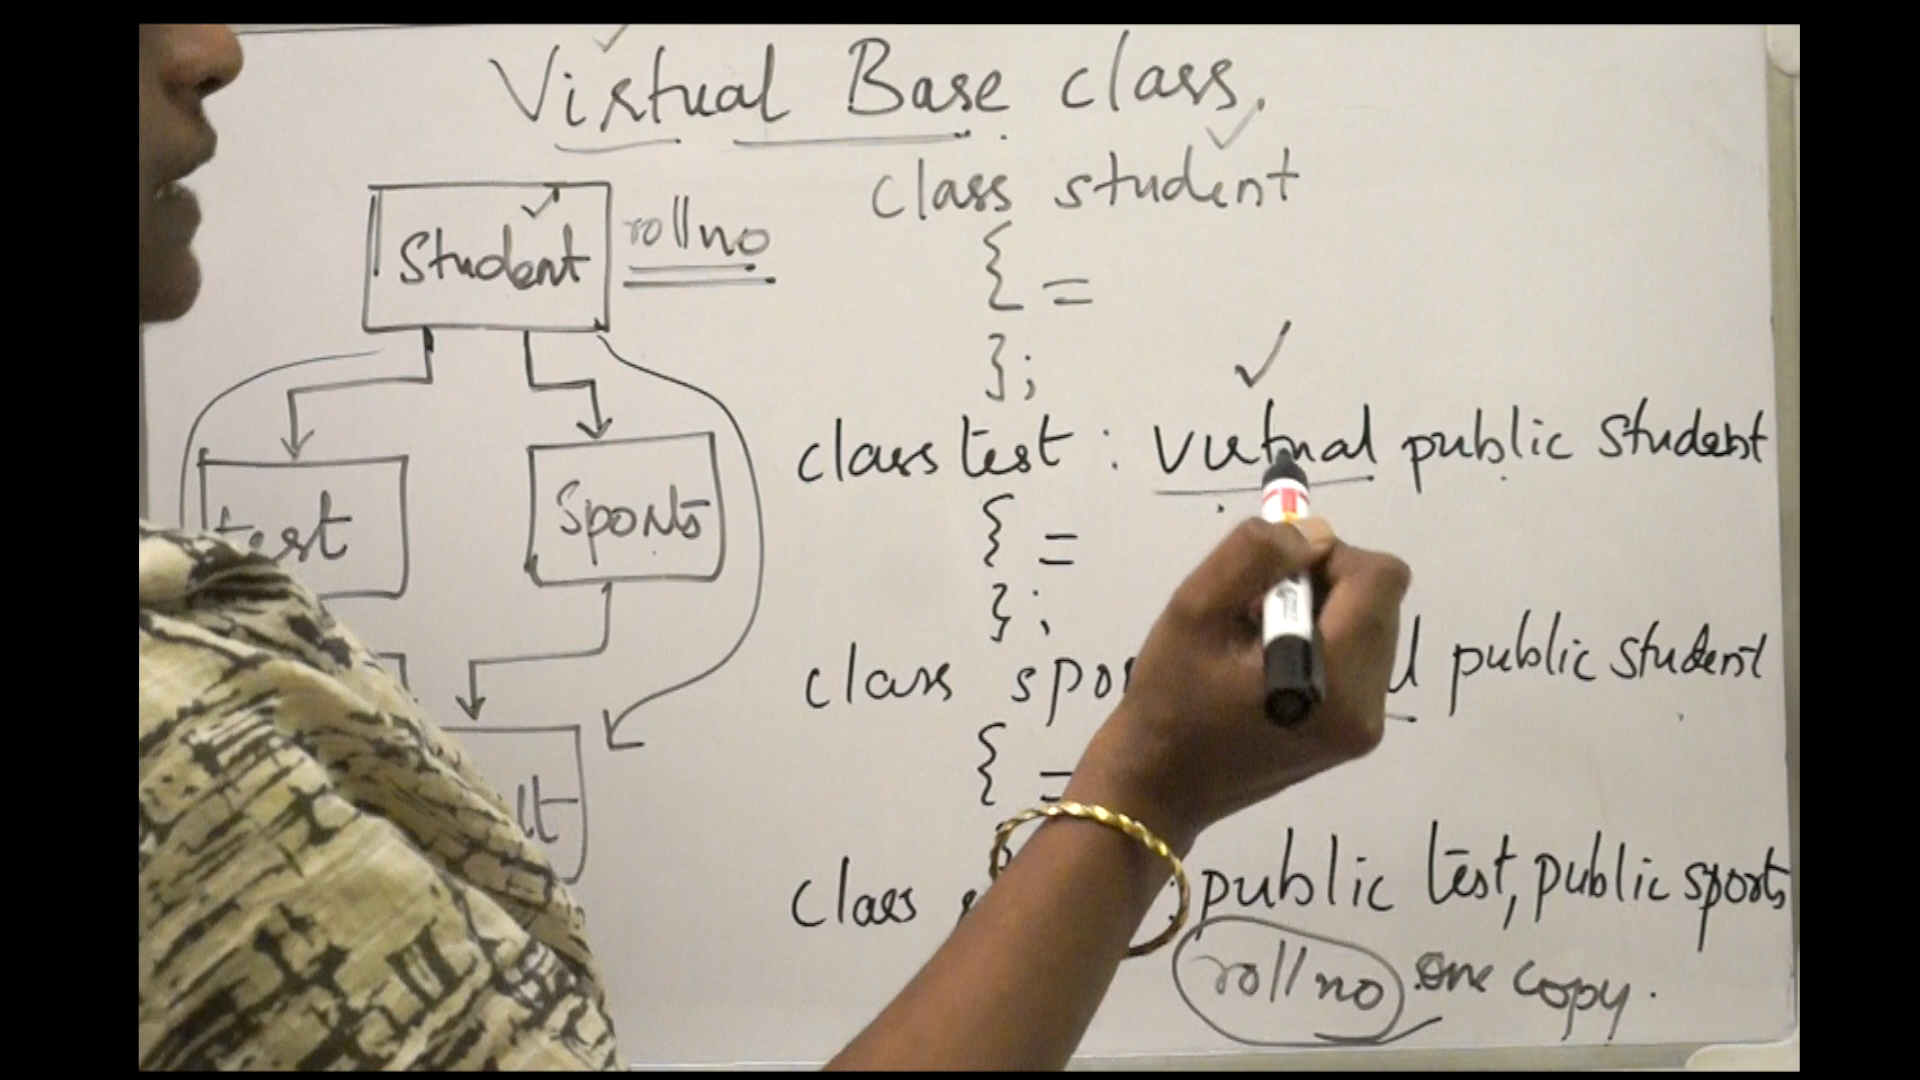 Virtual Base class.
Student
rollno
test
Sports
lt
class student
{ =
};
class test : virtual public student
{ =
};
class spo l public student
{ =
class : public test, public sports
rollno one copy.